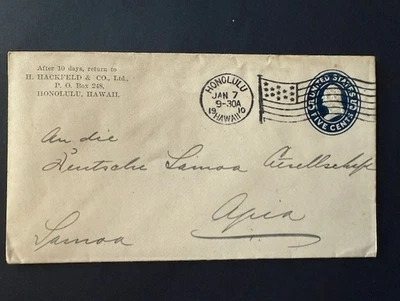 After 10 days, return to
H. HACKFELD & CO., Ltd.,
P. O. Box 248,
HONOLULU, HAWAII.
HONOLULU
JAN 7
9-30A
1910
HAWAII
UNITED STATES
FIVE CENTS
An die
Deutsche Samoa Gesellschaft
Apia
Samoa